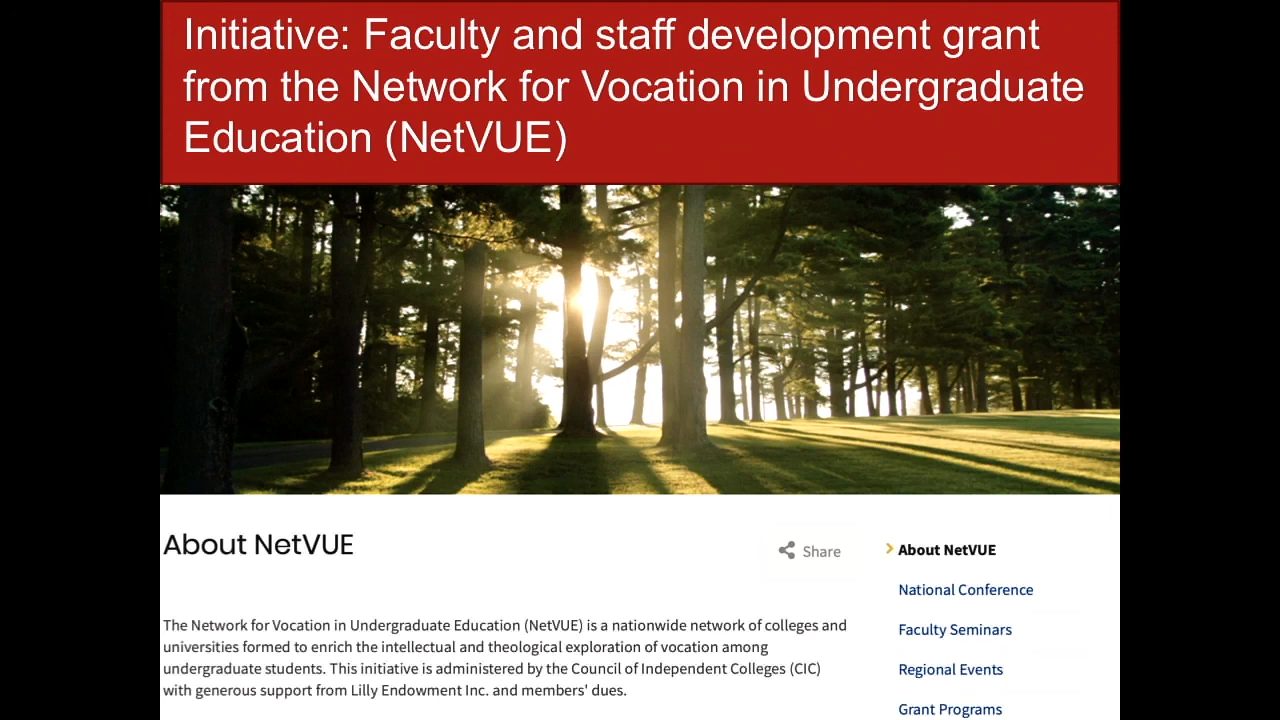 Initiative: Faculty and staff development grant
from the Network for Vocation in Undergraduate
Education (NetVUE)
About NetVUE
Share
The Network for Vocation in Undergraduate Education (NetVUE) is a nationwide network of colleges and
universities formed to enrich the intellectual and theological exploration of vocation among
undergraduate students. This initiative is administered by the Council of Independent Colleges (CIC)
with generous support from Lilly Endowment Inc. and members' dues.
About NetVUE
National Conference
Faculty Seminars
Regional Events
Grant Programs